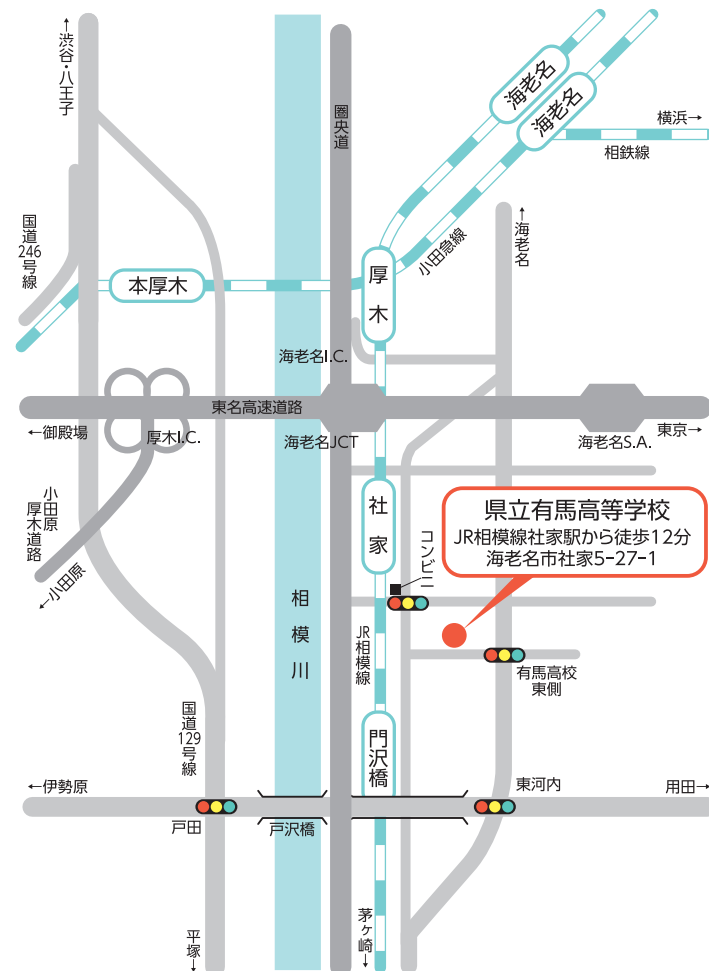 ↑渋谷・八王子
圏央道
海老名
海老名
横浜→
相鉄線
国道
246
号線
小田急線
↑海老名
本厚木
厚木
海老名I.C.
東名高速道路
←御殿場
厚木I.C.
海老名JCT
海老名S.A.
東京→
小田原
厚木道路
←小田原
社家
コンビニ
県立有馬高等学校
JR相模線社家駅から徒歩12分
海老名市社家5-27-1
相模川
JR相模線
有馬高校
東側
国道
129
号線
門沢橋
←伊勢原
東河内
用田→
戸田
戸沢橋
平塚→
茅ヶ崎→